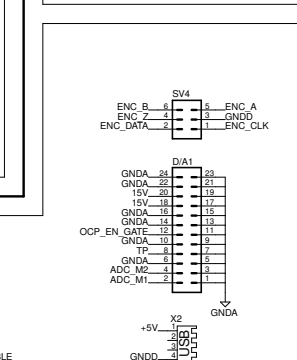 SV4
ENC_B 6 5 ENC_A
ENC_Z 4 3 GNDD
ENC_DATA 2 1 ENC_CLK
D/A1
GNDA 24 23
GNDA 22 21
15V 20 19
15V 18 17
GNDA 16 15
GNDA 14 13
OCP_EN_GATE 12 11
GNDA 10 9
TP 8 7
GNDA 6 5
ADC_M2 4 3
ADC_M1 2 1
GNDA
X2
+5V 1
2
3
GNDD 4
USB
BLE